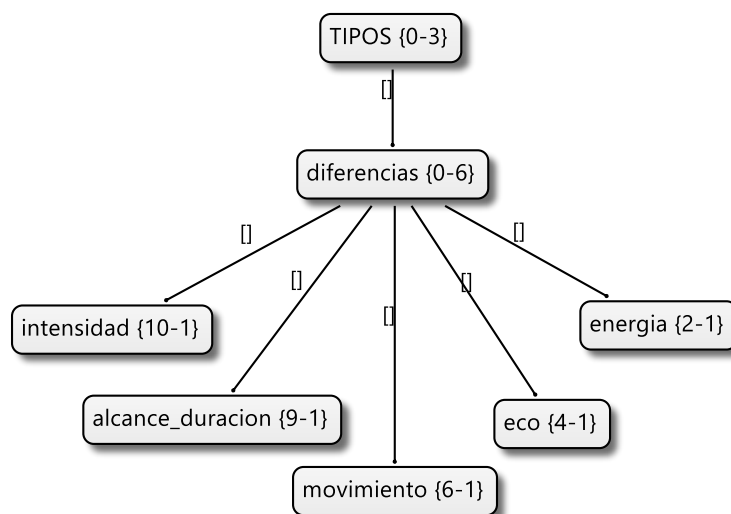 TIPOS {0-3}
[]
diferencias {0-6}
[]
[]
[]
[]
[]
intensidad {10-1}
energia {2-1}
alcance_duracion {9-1}
eco {4-1}
movimiento {6-1}